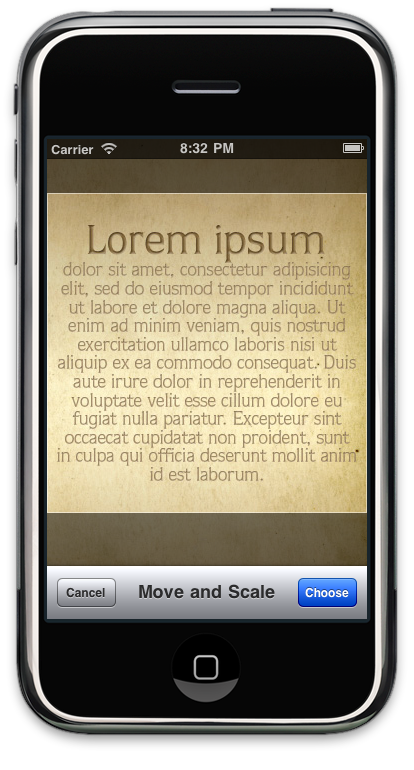 Carrier 8:32 PM
Lorem ipsum
dolor sit amet, consectetur adipisicing
elit, sed do eiusmod tempor incididunt
ut labore et dolore magna aliqua. Ut
enim ad minim veniam, quis nostrud
exercitation ullamco laboris nisi ut
aliquip ex ea commodo consequat. Duis
aute irure dolor in reprehenderit in
voluptate velit esse cillum dolore eu
fugiat nulla pariatur. Excepteur sint
occaecat cupidatat non proident, sunt
in culpa qui officia deserunt mollit anim
id est laborum.
Cancel Move and Scale Choose